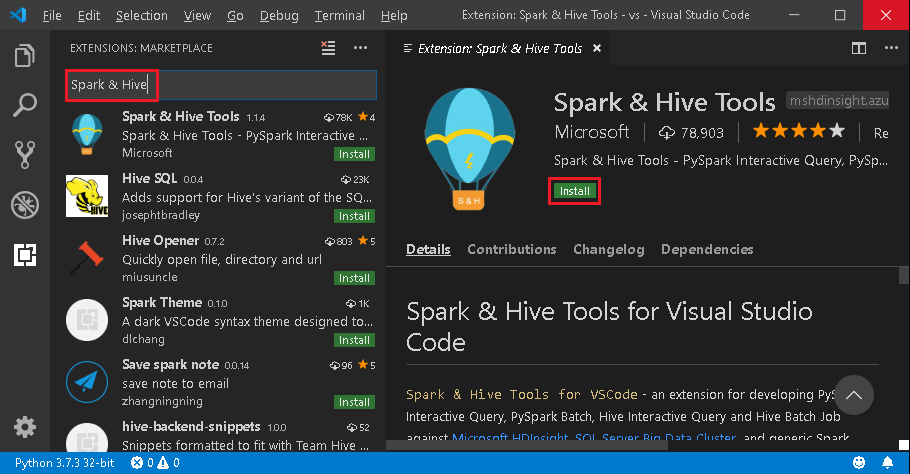 File Edit Selection View Go Debug Terminal Help Extension: Spark & Hive Tools - vs - Visual Studio Code
EXTENSIONS: MARKETPLACE
Spark & Hive
Spark & Hive Tools 1.1.4 78K 4
Spark & Hive Tools - PySpark Interactive ...
Microsoft Install
Hive SQL 0.0.4 23K
Adds support for Hive's variant of the SQ...
josephtbradley Install
HIVE
Hive Opener 0.7.2 803 5
Quickly open file, directory and url
miusuncle Install
Spark Theme 0.1.0 1K
A dark VSCode syntax theme designed to...
dlchang Install
Save spark note 0.0.14 96 5
save note to email
zhangningning Install
hive-backend-snippets 1.0.0 52
Snippets formatted to fit with Team Hive
Extension: Spark & Hive Tools
S & H
Spark & Hive Tools mshdinsight.azu
Microsoft 78,903 Re
Spark & Hive Tools - PySpark Interactive Query, PySp...
Install
Details Contributions Changelog Dependencies
Spark & Hive Tools for Visual Studio
Code
Spark & Hive Tools for VSCode - an extension for developing PyS
Interactive Query, PySpark Batch, Hive Interactive Query and Hive Batch Job
against Microsoft HDInsight, SQL Server Big Data Cluster, and generic Spark
Python 3.7.3 32-bit 0 0